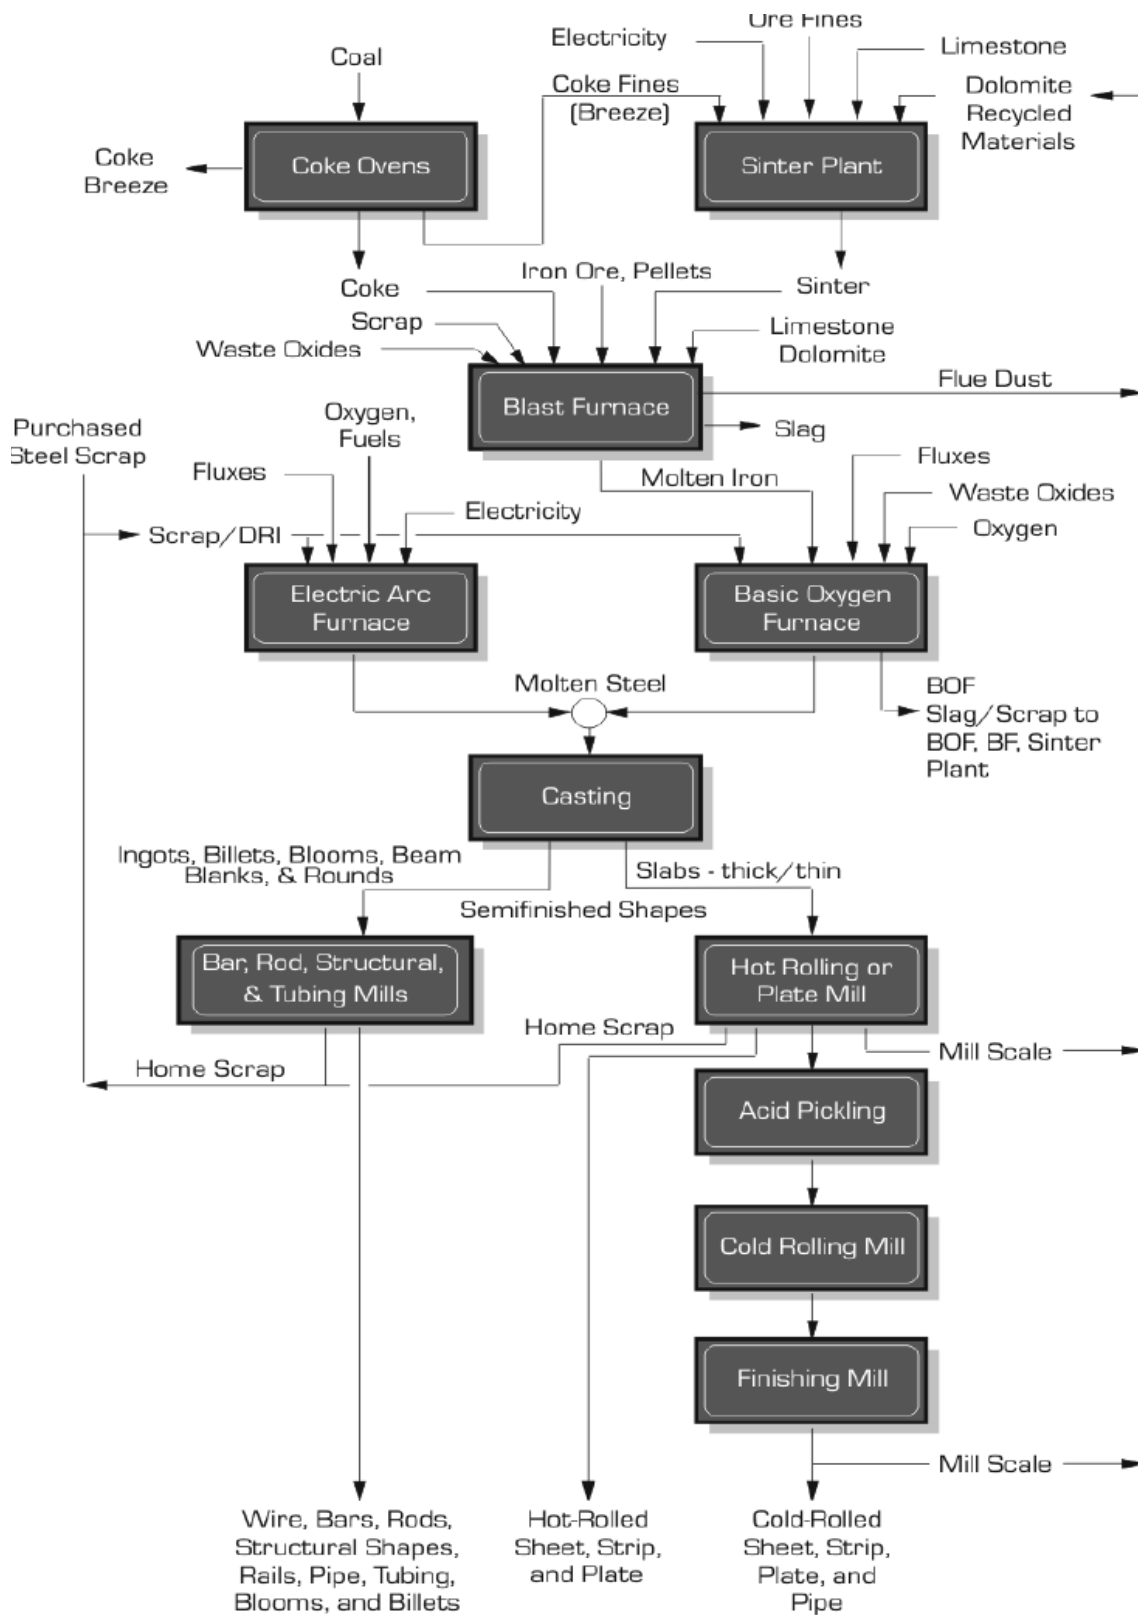 Ore Fines
Electricity
Limestone
Coal
Coke Fines
(Breeze)
Dolomite
Recycled
Materials
Coke
Breeze
Coke Ovens
Sinter Plant
Iron Ore, Pellets
Coke
Sinter
Scrap
Limestone
Dolomite
Waste Oxides
Flue Dust
Blast Furnace
Slag
Purchased
Steel Scrap
Oxygen,
Fuels
Fluxes
Molten Iron
Fluxes
Waste Oxides
Electricity
Oxygen
Scrap/DRI
Electric Arc
Furnace
Basic Oxygen
Furnace
Molten Steel
BOF
Slag/Scrap to
BOF, BF, Sinter
Plant
Casting
Ingots, Billets, Blooms, Beam
Blanks, & Rounds
Slabs - thick/thin
Semifinished Shapes
Bar, Rod, Structural,
& Tubing Mills
Hot Rolling or
Plate Mill
Home Scrap
Mill Scale
Home Scrap
Acid Pickling
Cold Rolling Mill
Finishing Mill
Mill Scale
Wire, Bars, Rods,
Structural Shapes,
Rails, Pipe, Tubing,
Blooms, and Billets
Hot-Rolled
Sheet, Strip,
and Plate
Cold-Rolled
Sheet, Strip,
Plate, and
Pipe